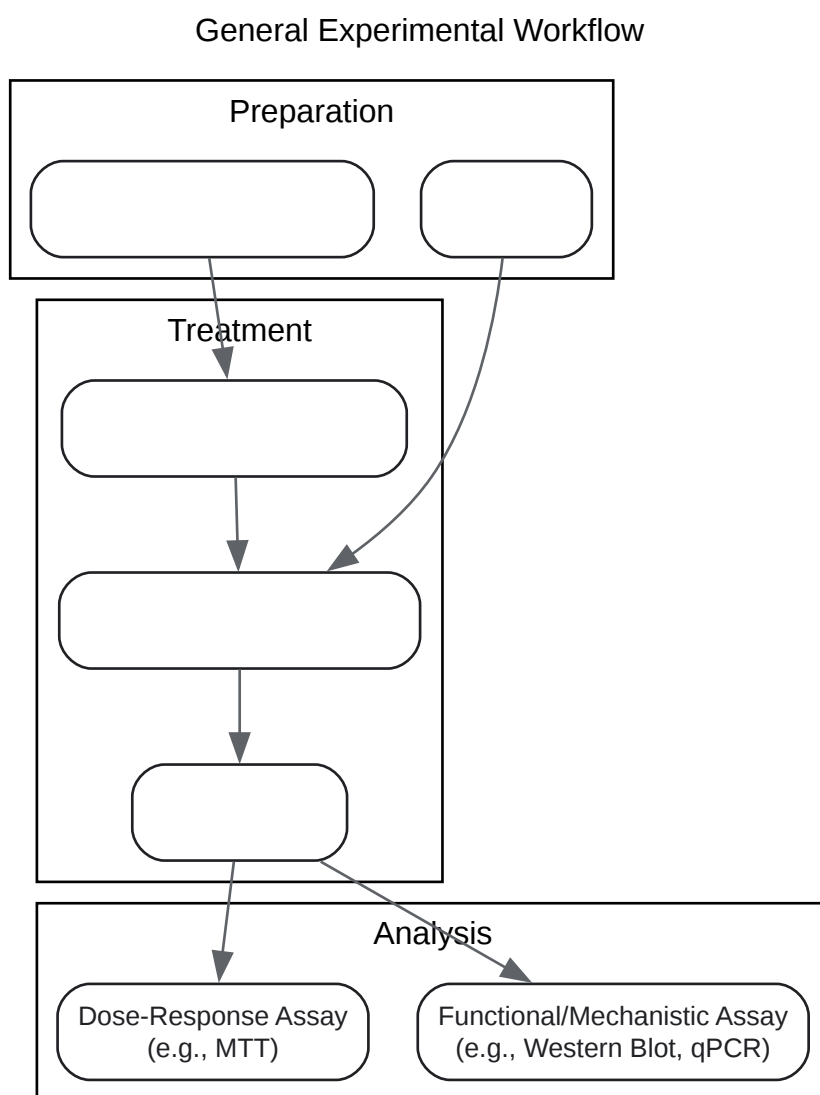 General Experimental Workflow
Preparation
Treatment
Analysis
Dose-Response Assay
(e.g., MTT)
Functional/Mechanistic Assay
(e.g., Western Blot, qPCR)